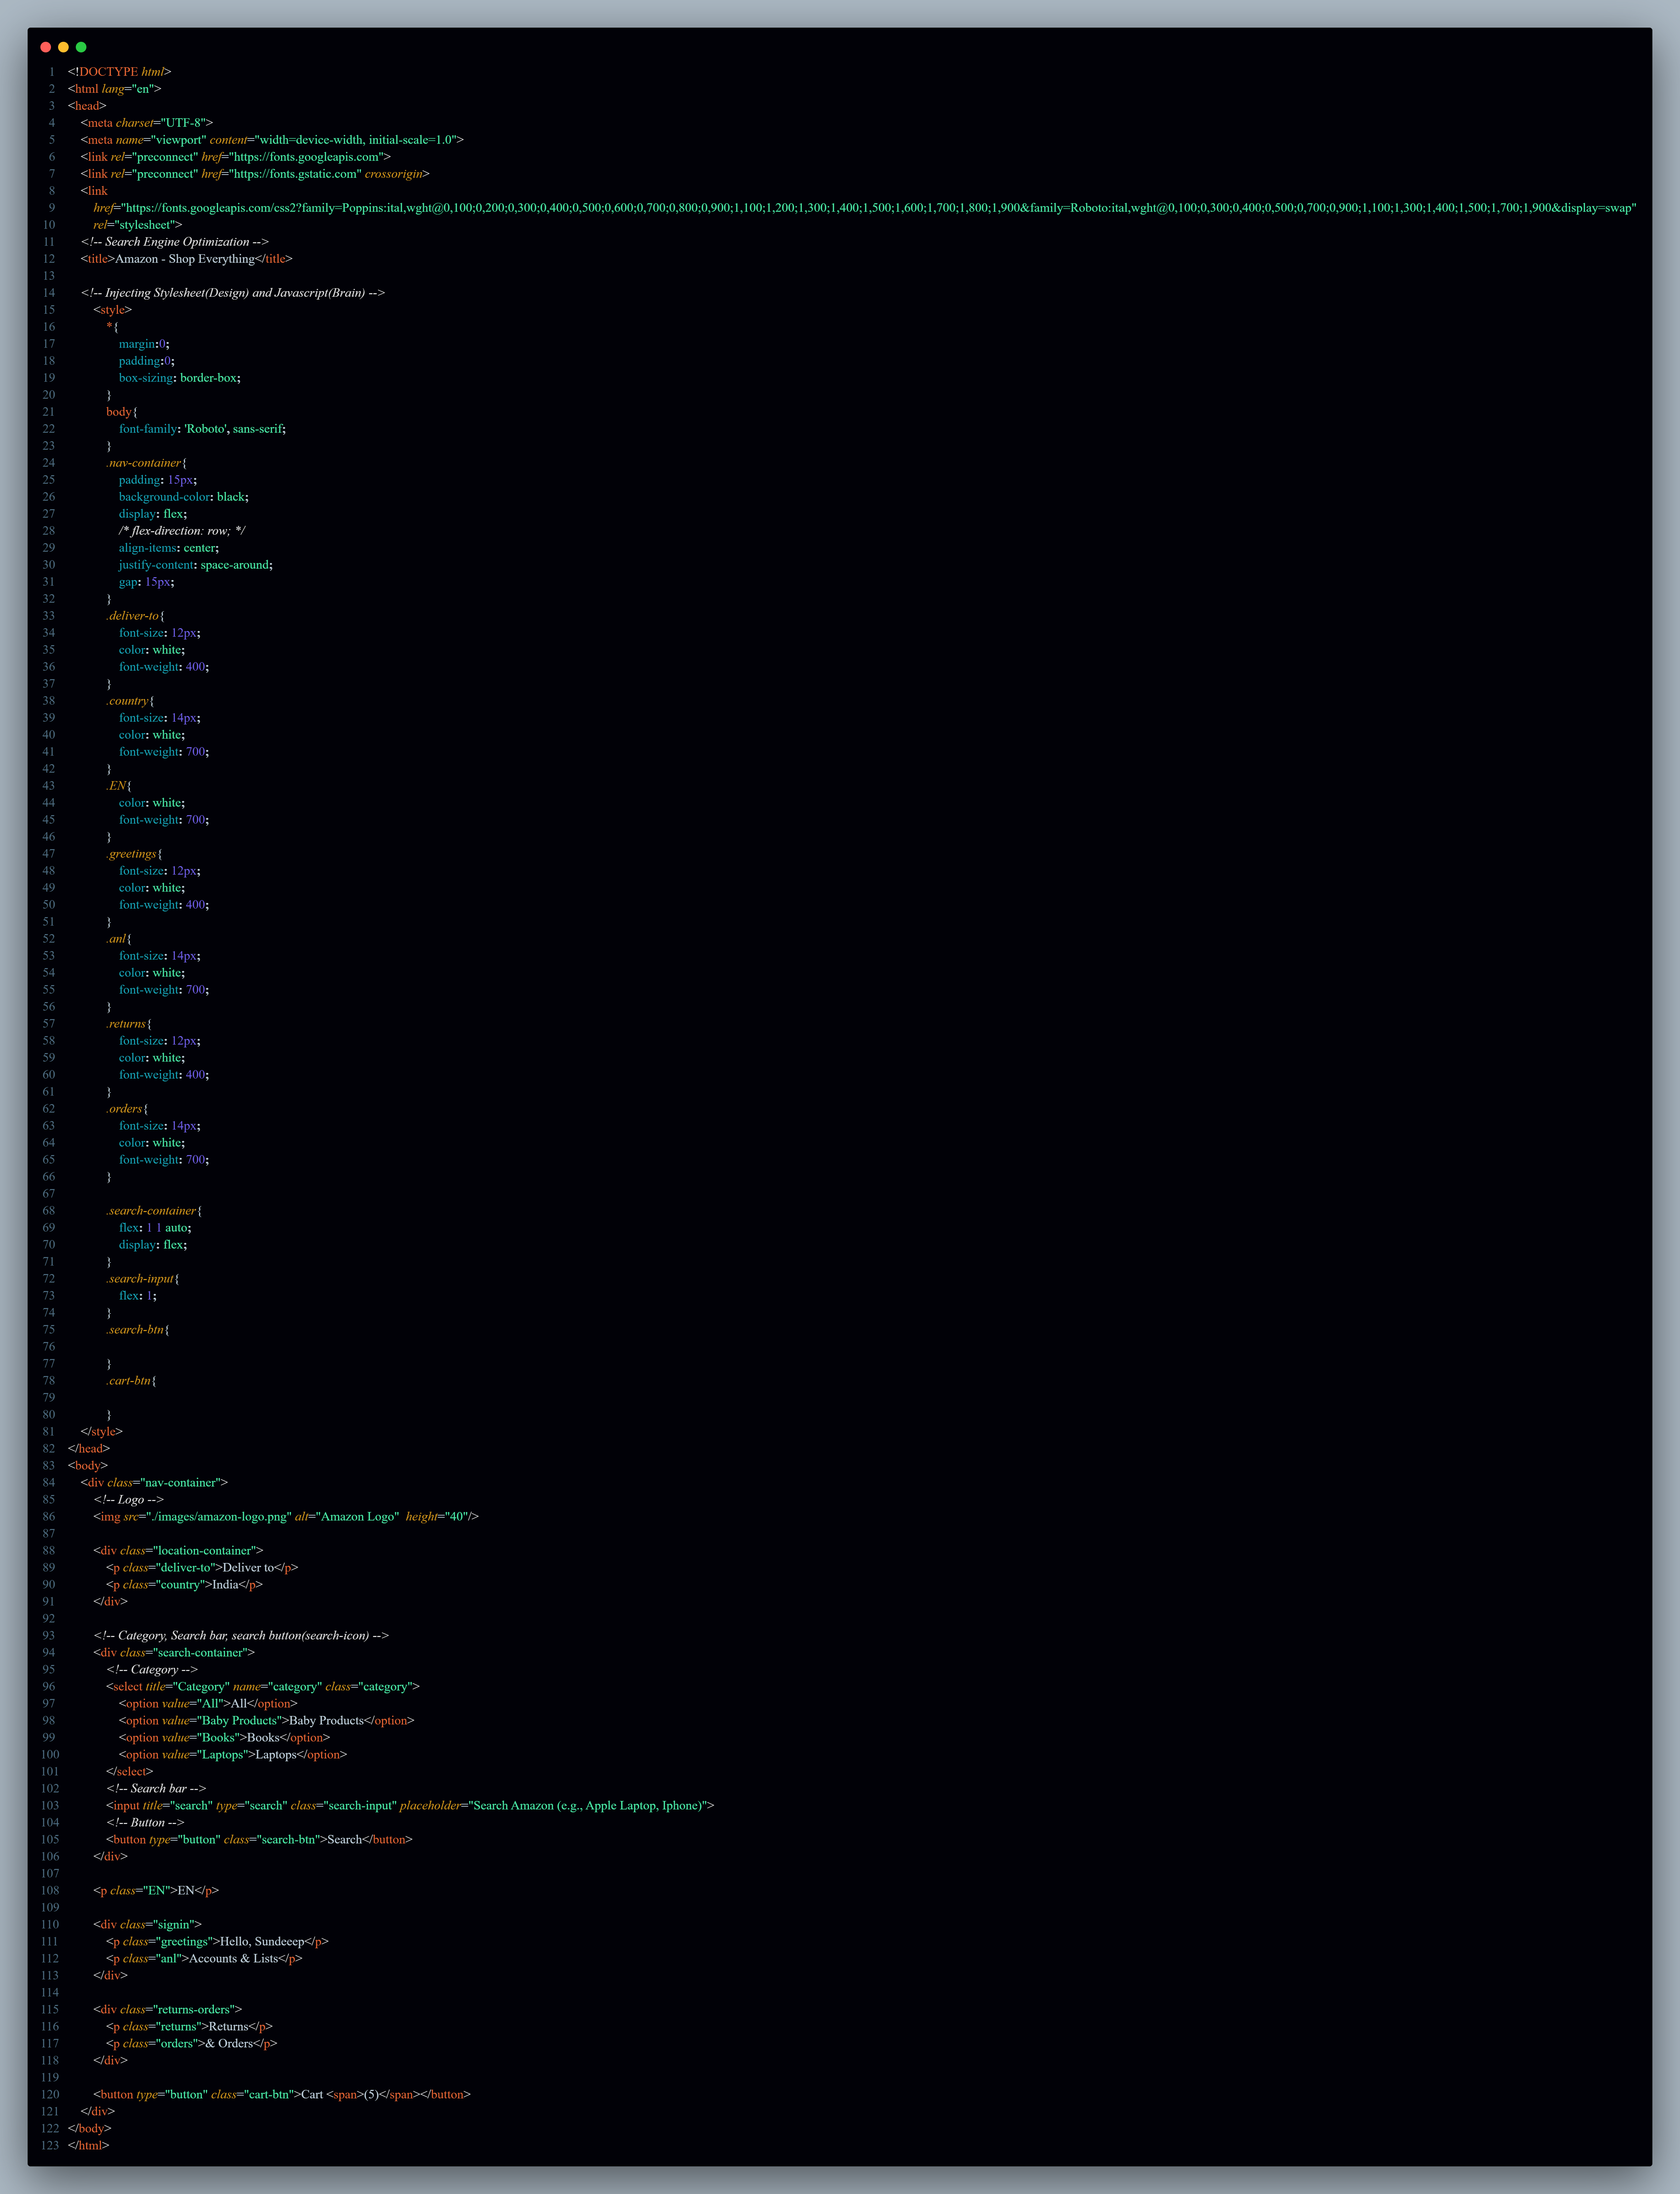 1 <!DOCTYPE html>
2 <html lang="en">
3 <head>
4 <meta charset="UTF-8">
5 <meta name="viewport" content="width=device-width, initial-scale=1.0">
6 <link rel="preconnect" href="https://fonts.googleapis.com">
7 <link rel="preconnect" href="https://fonts.gstatic.com" crossorigin>
8 <link
9 href="https://fonts.googleapis.com/css2?family=Poppins:ital,wght@0,100;0,200;0,300;0,400;0,500;0,600;0,700;0,800;0,900;1,100;1,200;1,300;1,400;1,500;1,600;1,700;1,800;1,900&family=Roboto:ital,wght@0,100;0,300;0,400;0,500;0,700;0,900;1,100;1,300;1,400;1,500;1,700;1,900&display=swap"
10 rel="stylesheet">
11 <!-- Search Engine Optimization -->
12 <title>Amazon - Shop Everything</title>
13
14 <!-- Injecting Stylesheet(Design) and Javascript(Brain) -->
15 <style>
16 *{
17 margin:0;
18 padding:0;
19 box-sizing: border-box;
20 }
21 body{
22 font-family: 'Roboto', sans-serif;
23 }
24 .nav-container{
25 padding: 15px;
26 background-color: black;
27 display: flex;
28 /* flex-direction: row; */
29 align-items: center;
30 justify-content: space-around;
31 gap: 15px;
32 }
33 .deliver-to{
34 font-size: 12px;
35 color: white;
36 font-weight: 400;
37 }
38 .country{
39 font-size: 14px;
40 color: white;
41 font-weight: 700;
42 }
43 .EN{
44 color: white;
45 font-weight: 700;
46 }
47 .greetings{
48 font-size: 12px;
49 color: white;
50 font-weight: 400;
51 }
52 .anl{
53 font-size: 14px;
54 color: white;
55 font-weight: 700;
56 }
57 .returns{
58 font-size: 12px;
59 color: white;
60 font-weight: 400;
61 }
62 .orders{
63 font-size: 14px;
64 color: white;
65 font-weight: 700;
66 }
67
68 .search-container{
69 flex: 1 1 auto;
70 display: flex;
71 }
72 .search-input{
73 flex: 1;
74 }
75 .search-btn{
76
77 }
78 .cart-btn{
79
80 }
81 </style>
82 </head>
83 <body>
84 <div class="nav-container">
85 <!-- Logo -->
86 <img src="./images/amazon-logo.png" alt="Amazon Logo"  height="40"/>
87
88 <div class="location-container">
89 <p class="deliver-to">Deliver to</p>
90 <p class="country">India</p>
91 </div>
92
93 <!-- Category, Search bar, search button(search-icon) -->
94 <div class="search-container">
95 <!-- Category -->
96 <select title="Category" name="category" class="category">
97 <option value="All">All</option>
98 <option value="Baby Products">Baby Products</option>
99 <option value="Books">Books</option>
100 <option value="Laptops">Laptops</option>
101 </select>
102 <!-- Search bar -->
103 <input title="search" type="search" class="search-input" placeholder="Search Amazon (e.g., Apple Laptop, Iphone)">
104 <!-- Button -->
105 <button type="button" class="search-btn">Search</button>
106 </div>
107
108 <p class="EN">EN</p>
109
110 <div class="signin">
111 <p class="greetings">Hello, Sundeeep</p>
112 <p class="anl">Accounts & Lists</p>
113 </div>
114
115 <div class="returns-orders">
116 <p class="returns">Returns</p>
117 <p class="orders">& Orders</p>
118 </div>
119
120 <button type="button" class="cart-btn">Cart <span>(5)</span></button>
121 </div>
122 </body>
123 </html>